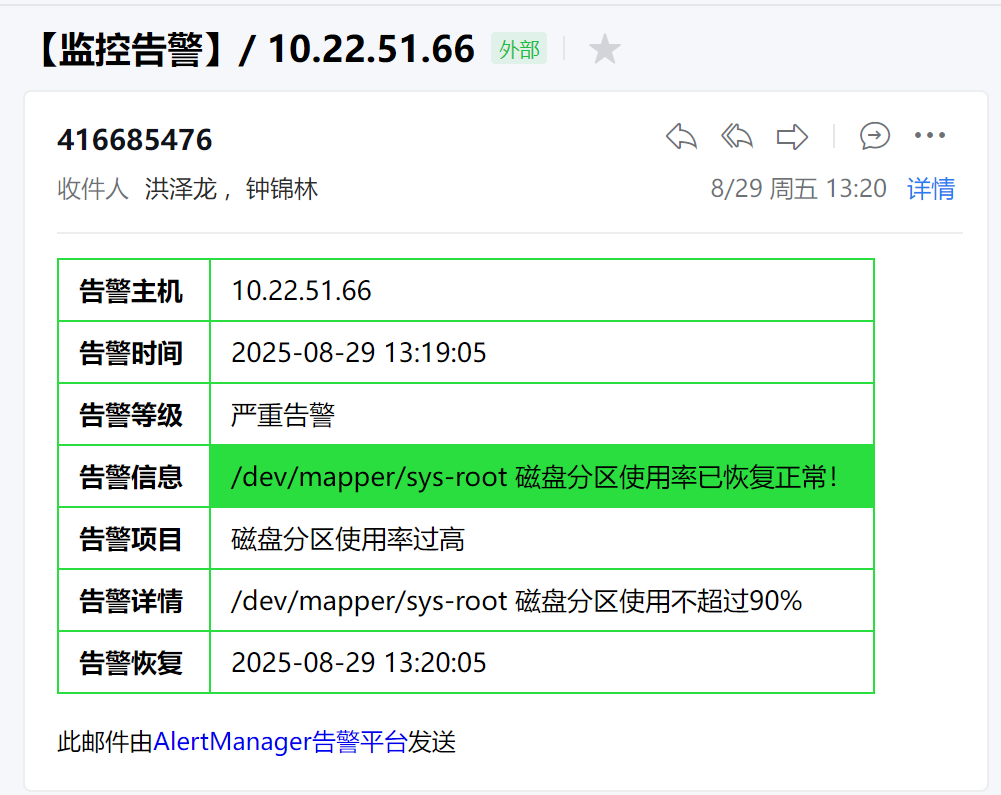 【监控告警】/ 10.22.51.66 外部
416685476
收件人 洪泽龙 ,  钟锦林 8/29 周五 13:20 详情
告警主机 10.22.51.66
告警时间 2025-08-29 13:19:05
告警等级 严重告警
告警信息 /dev/mapper/sys-root 磁盘分区使用率已恢复正常!
告警项目 磁盘分区使用率过高
告警详情 /dev/mapper/sys-root 磁盘分区使用不超过90%
告警恢复 2025-08-29 13:20:05
此邮件由AlertManager告警平台发送